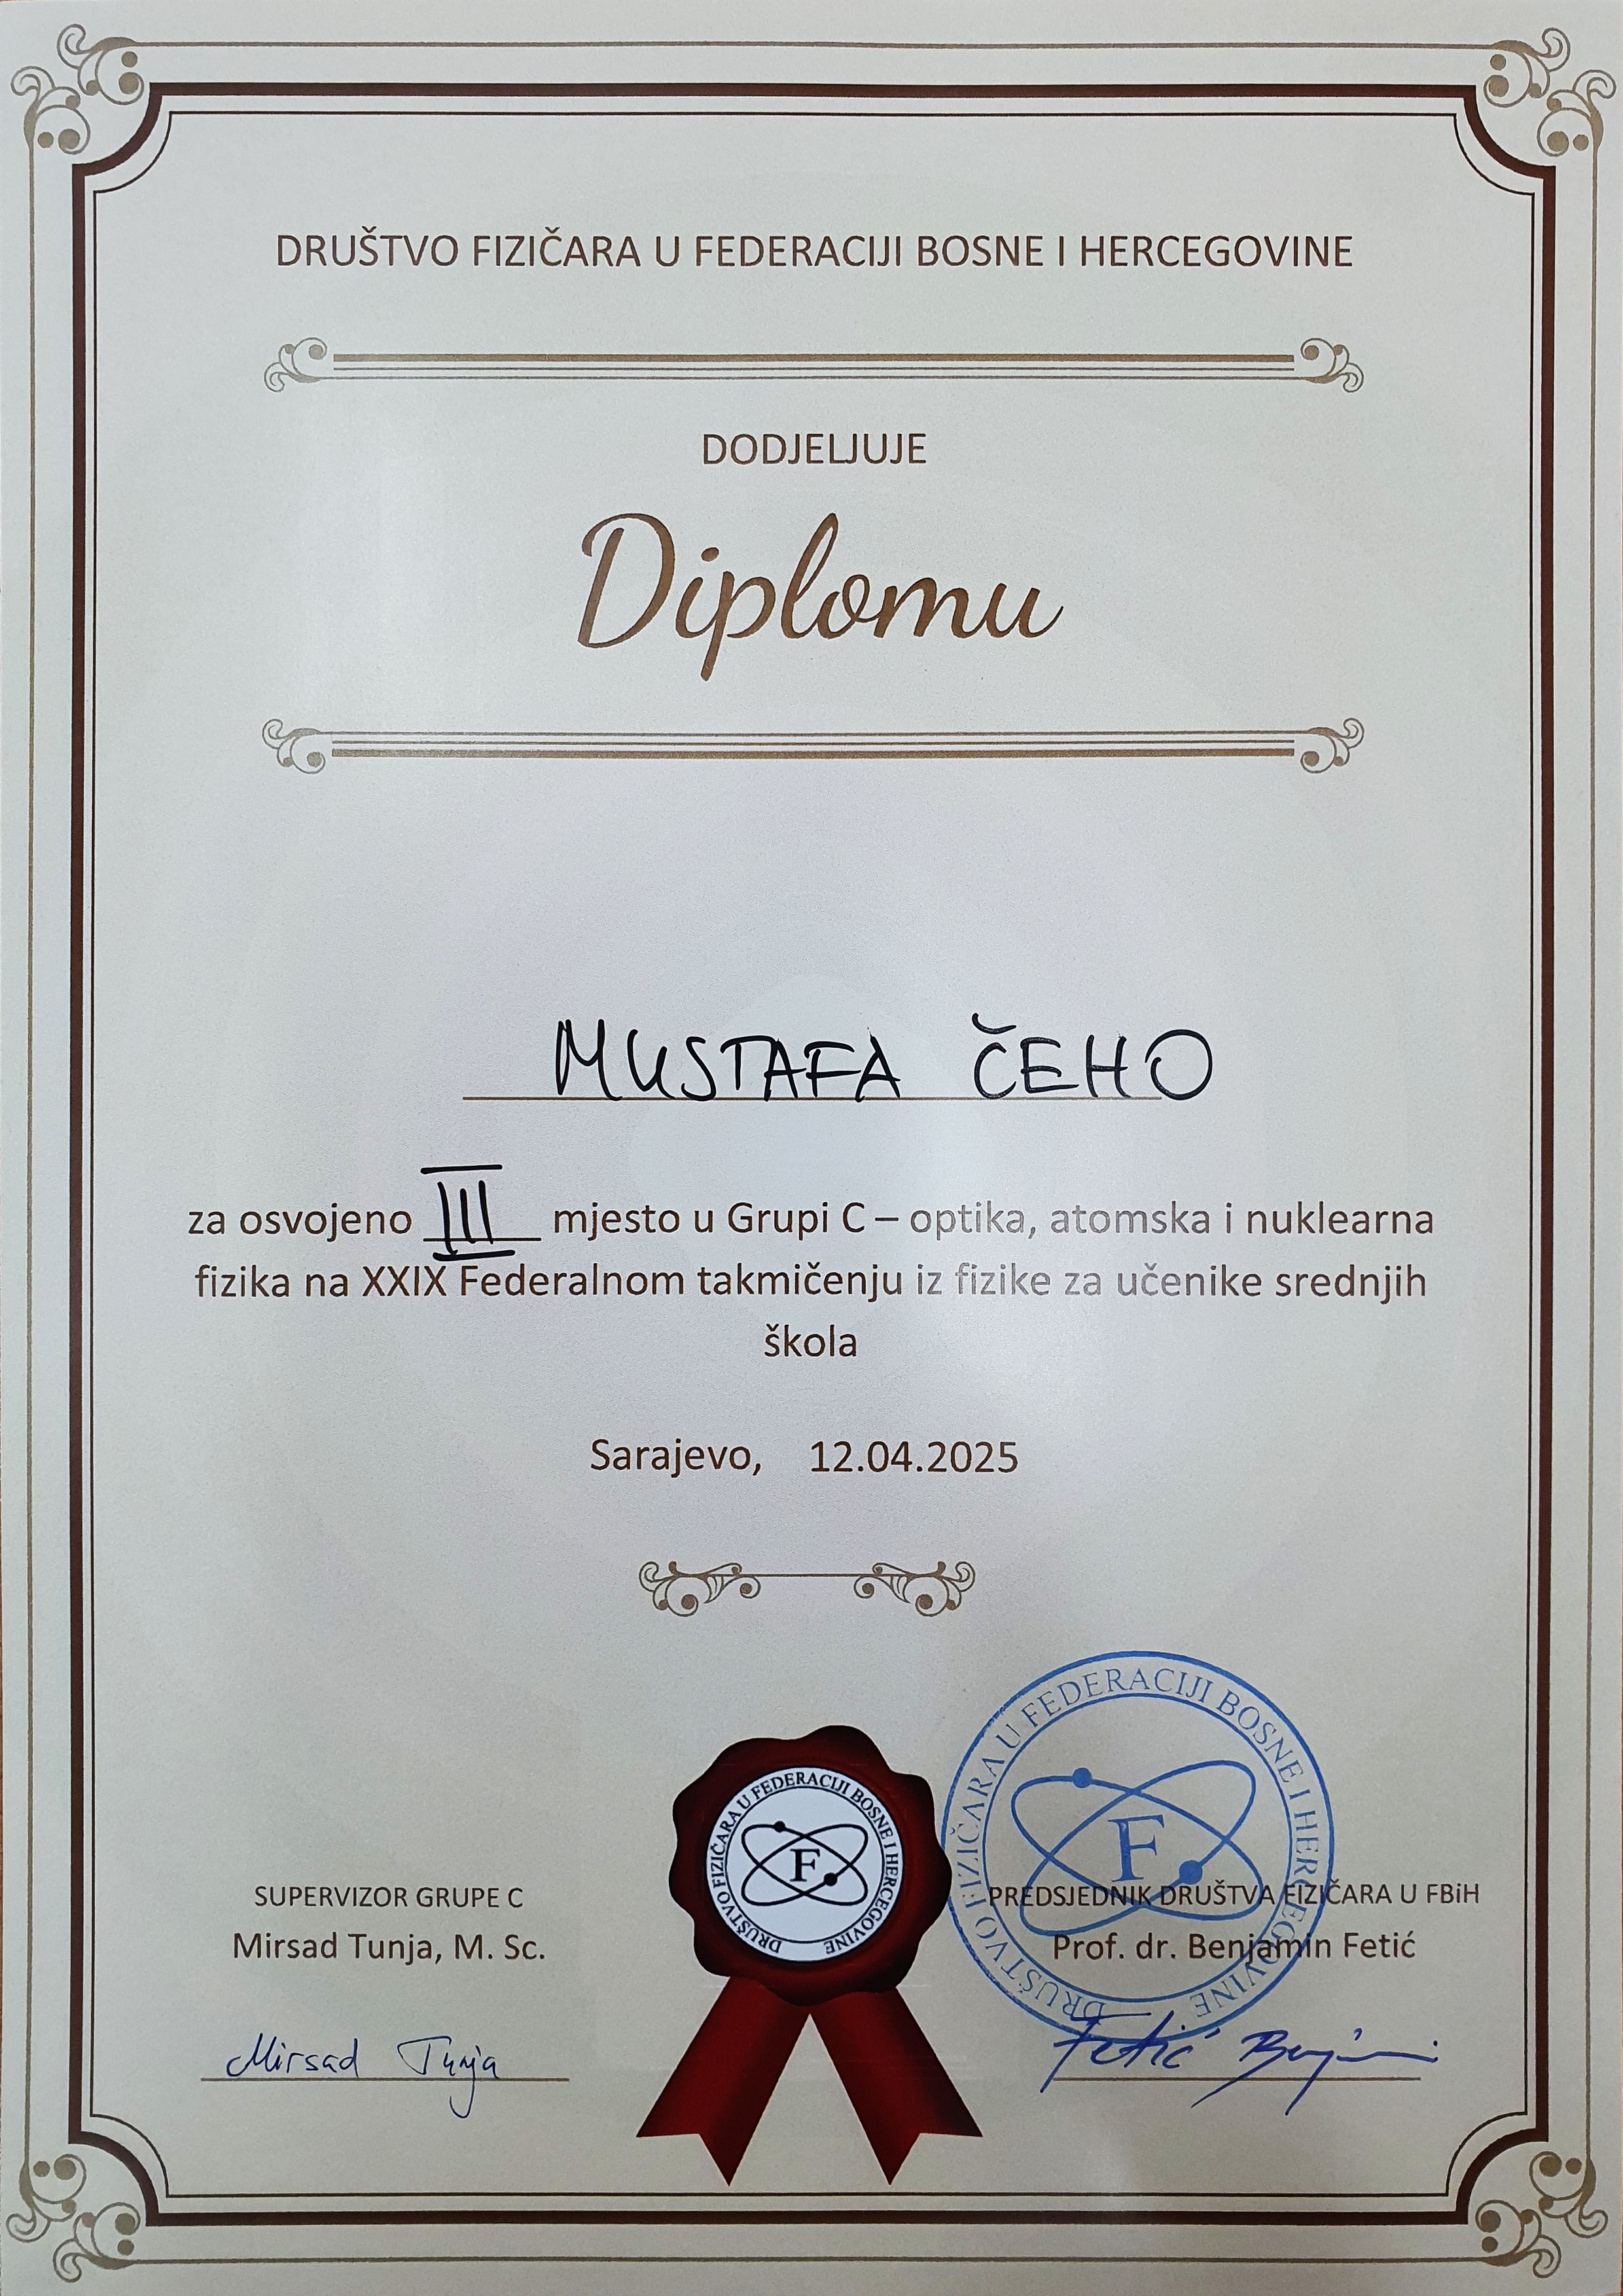 DRUŠTVO FIZIČARA U FEDERACIJI BOSNE I HERCEGOVINE
DODJELJUJE
Diplomu
MUSTAFA ČEHO
za osvojeno III mjesto u Grupi C – optika, atomska i nuklearna
fizika na XXIX Federalnom takmičenju iz fizike za učenike srednjih
škola
Sarajevo, 12.04.2025
DRUŠTVO FIZIČARA U FEDERACIJI BOSNE I HERCEGOVINE
F
DRUŠTVO FIZIČARA U FEDERACIJI BOSNE I HERCEGOVINE
F
SUPERVIZOR GRUPE C
Mirsad Tunja, M. Sc.
Mirsad Tunja
PREDSJEDNIK DRUŠTVA FIZIČARA U FBiH
Prof. dr. Benjamin Fetić
Fetić Benjamin